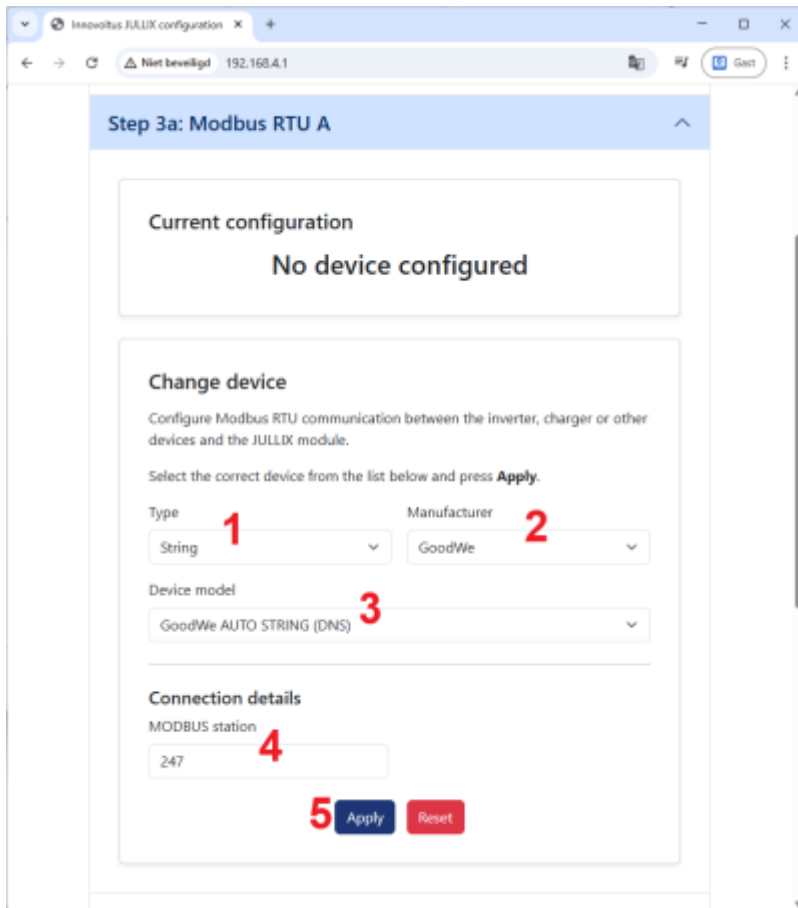 Innovoltus JULLIX configuration
Niet beveiligd 192.168.4.1 Gast
Step 3a: Modbus RTU A
Current configuration
No device configured
Change device
Configure Modbus RTU communication between the inverter, charger or other
devices and the JULLIX module.
Select the correct device from the list below and press Apply.
Type 1 Manufacturer 2
String GoodWe
Device model 3
GoodWe AUTO STRING (DNS)
Connection details
MODBUS station 4
247
5 Apply Reset